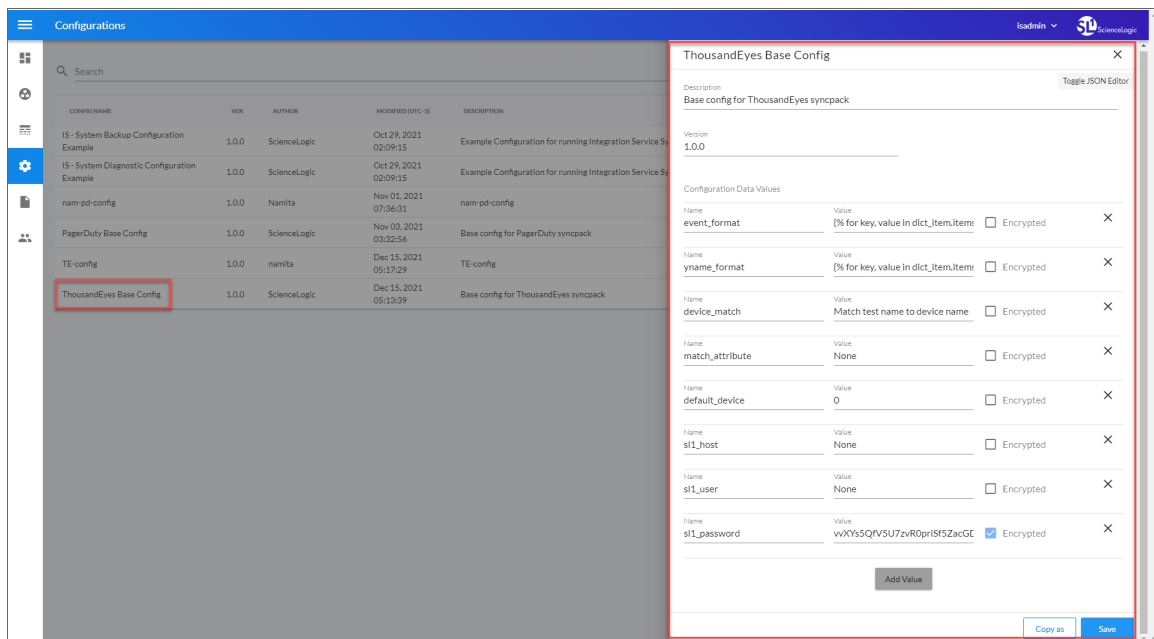 Configurations
isadmin
SL ScienceLogic
Search
CONFIG NAME VER AUTHOR MODIFIED (UTC -5) DESCRIPTION
IS - System Backup Configuration
Example
1.0.0 ScienceLogic
Oct 29, 2021
02:09:15
Example Configuration for running Integration Service Sy
IS - System Diagnostic Configuration
Example
1.0.0 ScienceLogic
Oct 29, 2021
02:09:15
Example Configuration for running Integration Service Sy
nam-pd-config 1.0.0 Namita
Nov 01, 2021
07:36:31
nam-pd-config
PagerDuty Base Config 1.0.0 ScienceLogic
Nov 03, 2021
03:32:56
Base config for PagerDuty syncpack
TE-config 1.0.0 namita
Dec 15, 2021
05:17:29
TE-config
ThousandEyes Base Config 1.0.0 ScienceLogic
Dec 15, 2021
05:13:39
Base config for ThousandEyes syncpack
ThousandEyes Base Config
Toggle JSON Editor
Description
Base config for ThousandEyes syncpack
Version
1.0.0
Configuration Data Values
Name Value
event_format {% for key, value in dict_item.items Encrypted
Name Value
yname_format {% for key, value in dict_item.items Encrypted
Name Value
device_match Match test name to device name Encrypted
Name Value
match_attribute None Encrypted
Name Value
default_device 0 Encrypted
Name Value
sl1_host None Encrypted
Name Value
sl1_user None Encrypted
Name Value
sl1_password vvXYs5QfV5U7zvR0priSf5ZacGD Encrypted
Add Value
Copy as Save